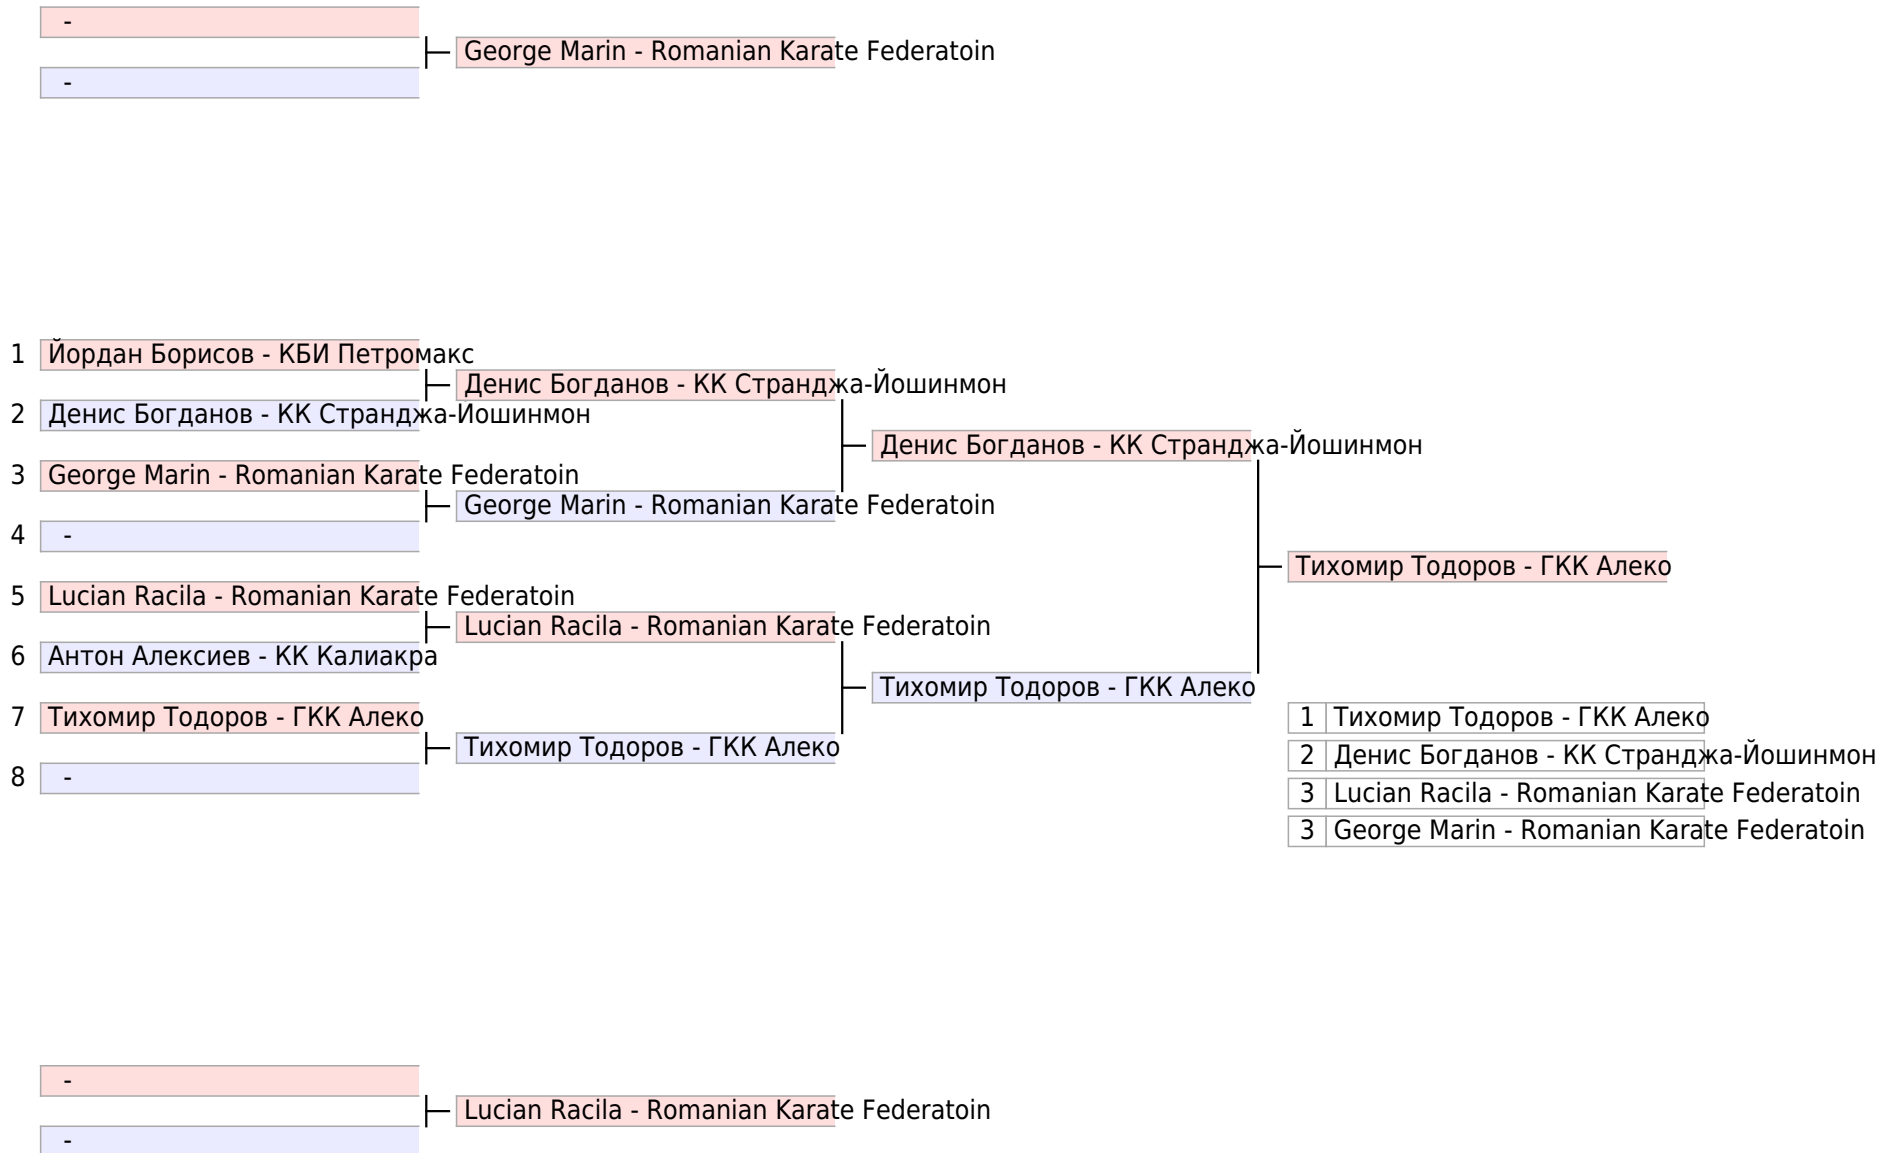 -
George Marin - Romanian Karate Federatoin
-
1 Йордан Борисов - КБИ Петромакс
Денис Богданов - КК Странджа-Йошинмон
2 Денис Богданов - КК Странджа-Йошинмон
Денис Богданов - КК Странджа-Йошинмон
3 George Marin - Romanian Karate Federatoin
George Marin - Romanian Karate Federatoin
4 -
Тихомир Тодоров - ГКК Алеко
5 Lucian Racila - Romanian Karate Federatoin
Lucian Racila - Romanian Karate Federatoin
6 Антон Алексиев - КК Калиакра
Тихомир Тодоров - ГКК Алеко
7 Тихомир Тодоров - ГКК Алеко
Тихомир Тодоров - ГКК Алеко
8 -
1 Тихомир Тодоров - ГКК Алеко
2 Денис Богданов - КК Странджа-Йошинмон
3 Lucian Racila - Romanian Karate Federatoin
3 George Marin - Romanian Karate Federatoin
-
Lucian Racila - Romanian Karate Federatoin
-